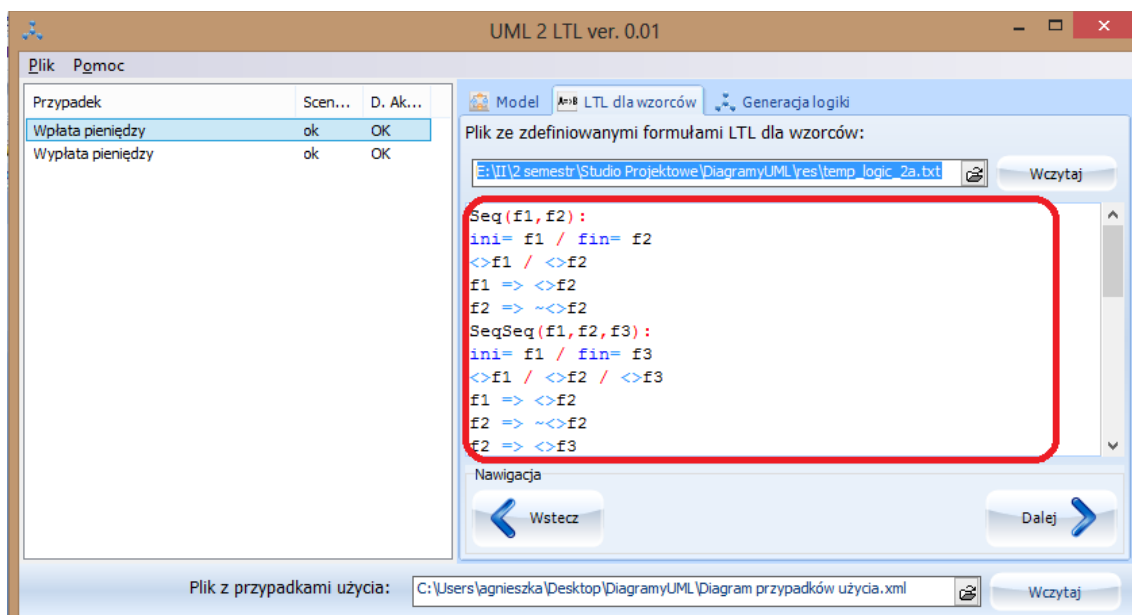 UML 2 LTL ver. 0.01
Plik Pomoc
Przypadek Scen... D. Ak...
Wpłata pieniędzy ok OK
Wypłata pieniędzy ok OK
Model A=>B LTL dla wzorców Generacja logiki
Plik ze zdefiniowanymi formułami LTL dla wzorców:
E:\II\2 semestr\Studio Projektowe\DiagramyUML\res\temp_logic_2a.txt Wczytaj
Seq(f1,f2):
ini= f1 / fin= f2
<>f1 / <>f2
f1 => <>f2
f2 => ~<>f2
SeqSeq(f1,f2,f3):
ini= f1 / fin= f3
<>f1 / <>f2 / <>f3
f1 => <>f2
f2 => ~<>f2
f2 => <>f3
Nawigacja
Wstecz Dalej
Plik z przypadkami użycia: C:\Users\agnieszka\Desktop\DiagramyUML\Diagram przypadków użycia.xml Wczytaj